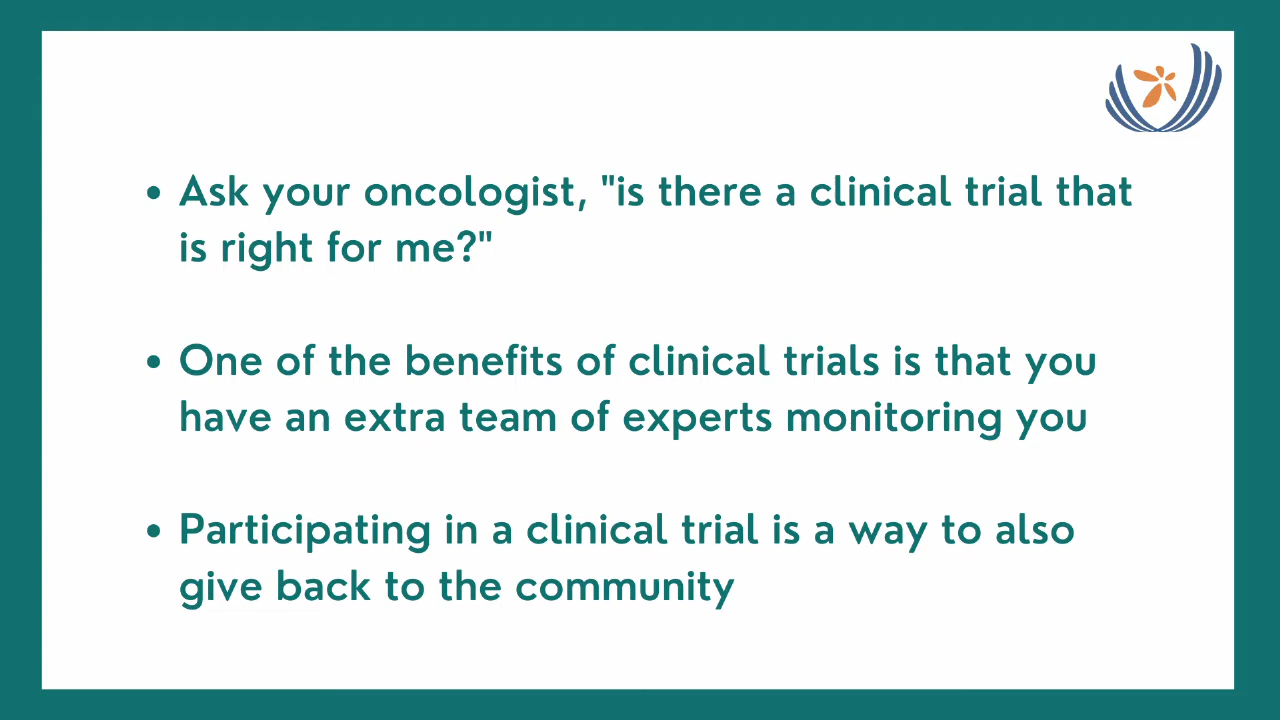 • Ask your oncologist, "is there a clinical trial that
is right for me?"
• One of the benefits of clinical trials is that you
have an extra team of experts monitoring you
• Participating in a clinical trial is a way to also
give back to the community